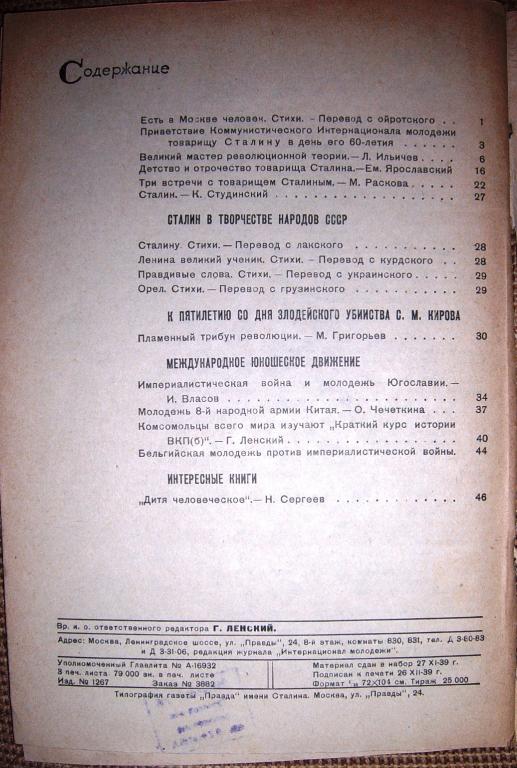 Содержание
Есть в Москве человек. Стихи. – Перевод с ойротского . . 1
Приветствие Коммунистического Интернационала молодежи
товарищу Сталину в день его 60-летия . . . . . . 3
Великий мастер революционной теории.— Л. Ильичев . . . . 6
Детство и отрочество товарища Сталина.—Ем. Ярославский 16
Три встречи с товарищем Сталиным.— М. Раскова . . . . 22
Сталин.— К. Студинский . . . . . . . . . . . . . . . . 27
СТАЛИН В ТВОРЧЕСТВЕ НАРОДОВ СССР
Сталину. Стихи.— Перевод с лакского . . . . . . . . . . 28
Ленина великий ученик. Стихи. – Перевод с курдского . . 28
Правдивые слова. Стихи.— Перевод с украинского . . . . . 29
Орел. Стихи.— Перевод с грузинского . . . . . . . . . . 29
К ПЯТИЛЕТИЮ СО ДНЯ ЗЛОДЕЙСКОГО УБИЙСТВА С. М. КИРОВА
Пламенный трибун революции.— М. Григорьев . . . . . . . 30
МЕЖДУНАРОДНОЕ ЮНОШЕСКОЕ ДВИЖЕНИЕ
Империалистическая война и молодежь Югославии.—
И. Власов . . . . . . . . . . . . . . . . . . . . 34
Молодежь 8-й народной армии Китая.— О. Чечеткина . . . 37
Комсомольцы всего мира изучают „Краткий курс истории
ВКП(б)“.— Г. Ленский . . . . . . . . . . . . . . . 40
Бельгийская молодежь против империалистической войны. 44
ИНТЕРЕСНЫЕ КНИГИ
„Дитя человеческое“.— Н. Сергеев . . . . . . . . . . . . 46
Вр. и. о. ответственного редактора Г. ЛЕНСКИЙ.
Адрес: Москва, Ленинградское шоссе, ул. „Правды“, 24, 8-й этаж, комнаты 830, 831, тел. Д 3-80-83
и Д 3-31-06, редакция журнала „Интернационал молодежи“.
Уполномоченный Главлита № А-16932 Материал сдан в набор 27 XI-39 г.
3 печ. листа 79 000 зн. в печ. листе Подписан к печати 26 XII-39 г.
Изд. № 1267 Заказ № 3682 Формат 72×104 см. Тираж 25 000
Типография газеты „Правда“ имени Сталина. Москва, ул. „Правды“, 24.